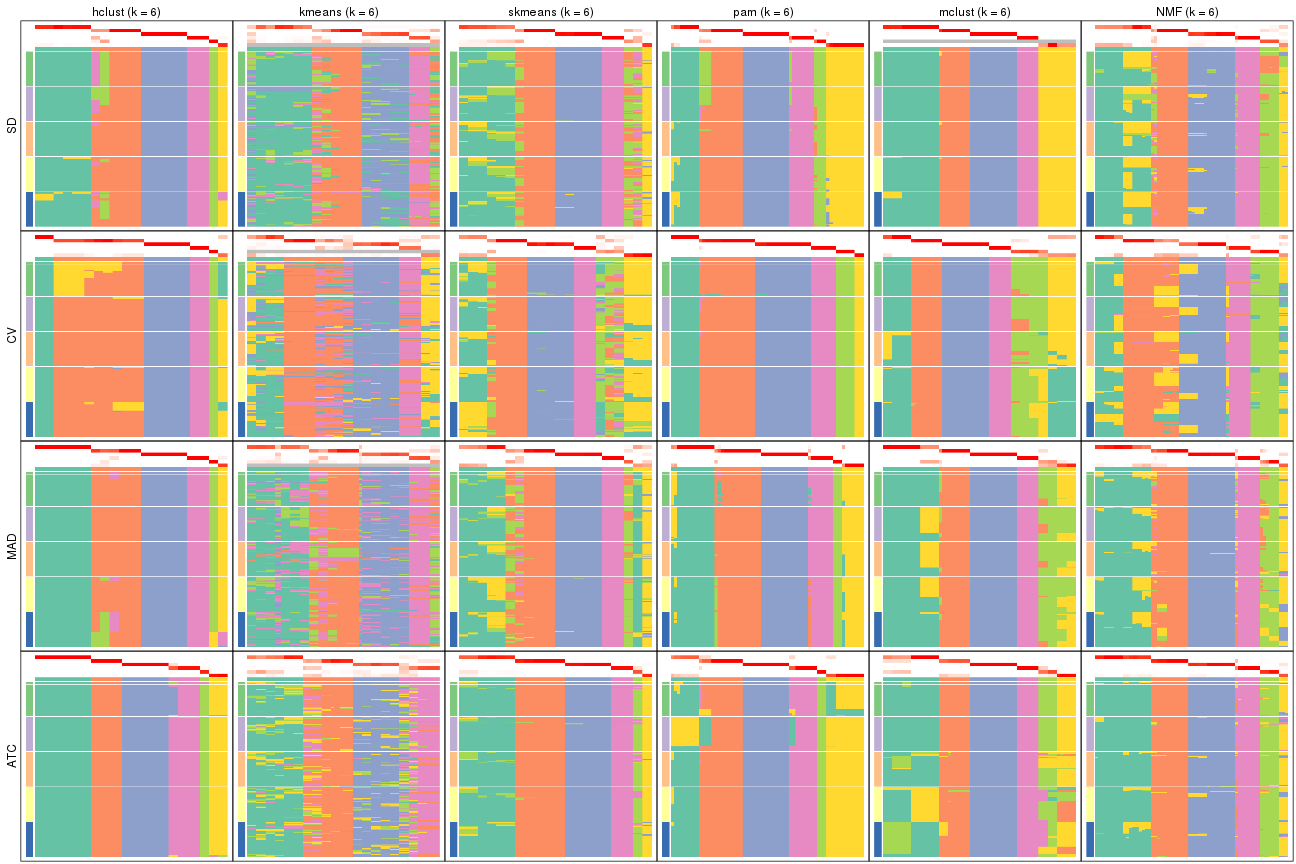 hclust (k = 6) kmeans (k = 6) skmeans (k = 6) pam (k = 6) mclust (k = 6) NMF (k = 6)
SD
CV
MAD
ATC